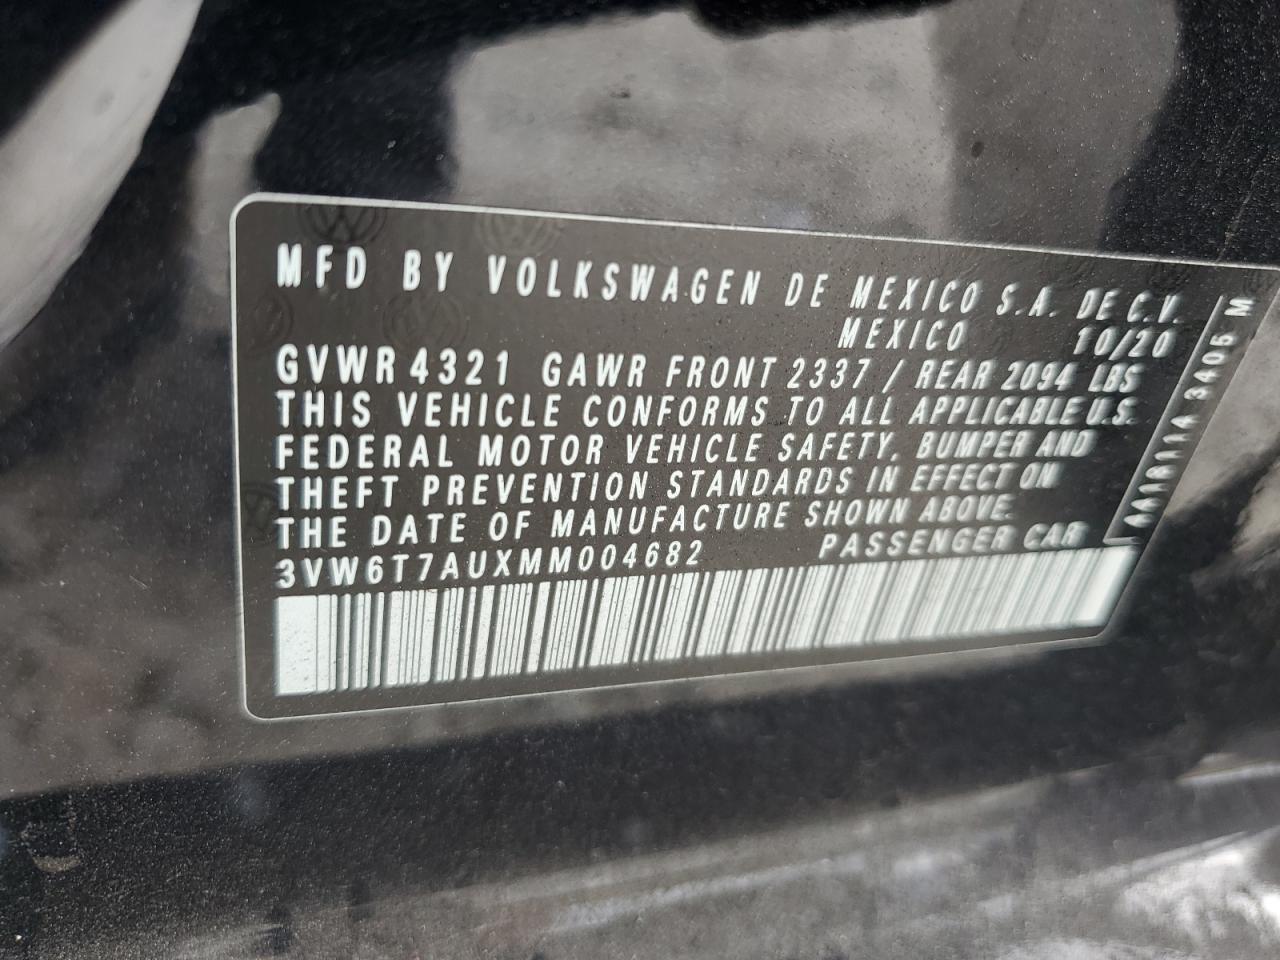 MFD BY VOLKSWAGEN DE MEXICO S.A. DE C.V.
MEXICO 10/20
GVWR 4321 GAWR FRONT 2337 / REAR 2094 LBS
THIS VEHICLE CONFORMS TO ALL APPLICABLE U.S.
FEDERAL MOTOR VEHICLE SAFETY, BUMPER AND
THEFT PREVENTION STANDARDS IN EFFECT ON
THE DATE OF MANUFACTURE SHOWN ABOVE.
3VW6T7AUXMM004682 PASSENGER CAR
3405 M